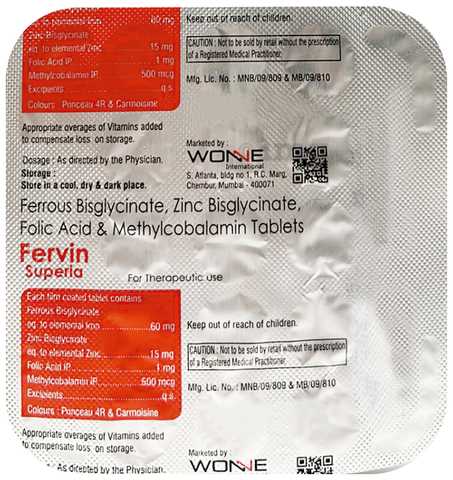 eq. to elemental Iron 60 mg
Zinc Bisglycinate
eq. to elemental Zinc 15 mg
Folic Acid IP 1 mg
Methylcobalamin IP 500 mcg
Excipients q.s.
Colours : Ponceau 4R & Carmoisine
Keep out of reach of children.
CAUTION : Not to be sold by retail without the prescription
of a Registered Medical Practitioner.
Mfg. Lic. No. : MNB/09/809 & MB/09/810
Appropriate overages of Vitamins added
to compensate loss on storage.
Dosage : As directed by the Physician.
Storage :
Store in a cool, dry & dark place.
Marketed by :
WONNE
International
S. Atlanta, bldg no 1, R.C. Marg,
Chembur, Mumbai - 400071
Ferrous Bisglycinate, Zinc Bisglycinate,
Folic Acid & Methylcobalamin Tablets
Fervin
Superia
For Therapeutic use
Each film coated tablet contains
Ferrous Bisglycinate
eq. to elemental Iron.......60 mg
Zinc Bisglycinate
eq. to elemental Zinc.......15 mg
Folic Acid IP.......1 mg
Methylcobalamin IP.......500 mcg
Excipients.......q.s.
Colours : Ponceau 4R & Carmoisine
Keep out of reach of children.
CAUTION : Not to be sold by retail without the prescription
of a Registered Medical Practitioner.
Mfg. Lic. No. : MNB/09/809 & MB/09/810
Appropriate overages of Vitamins added
to compensate loss on storage.
As directed by the Physician.
Marketed by :
WONNE